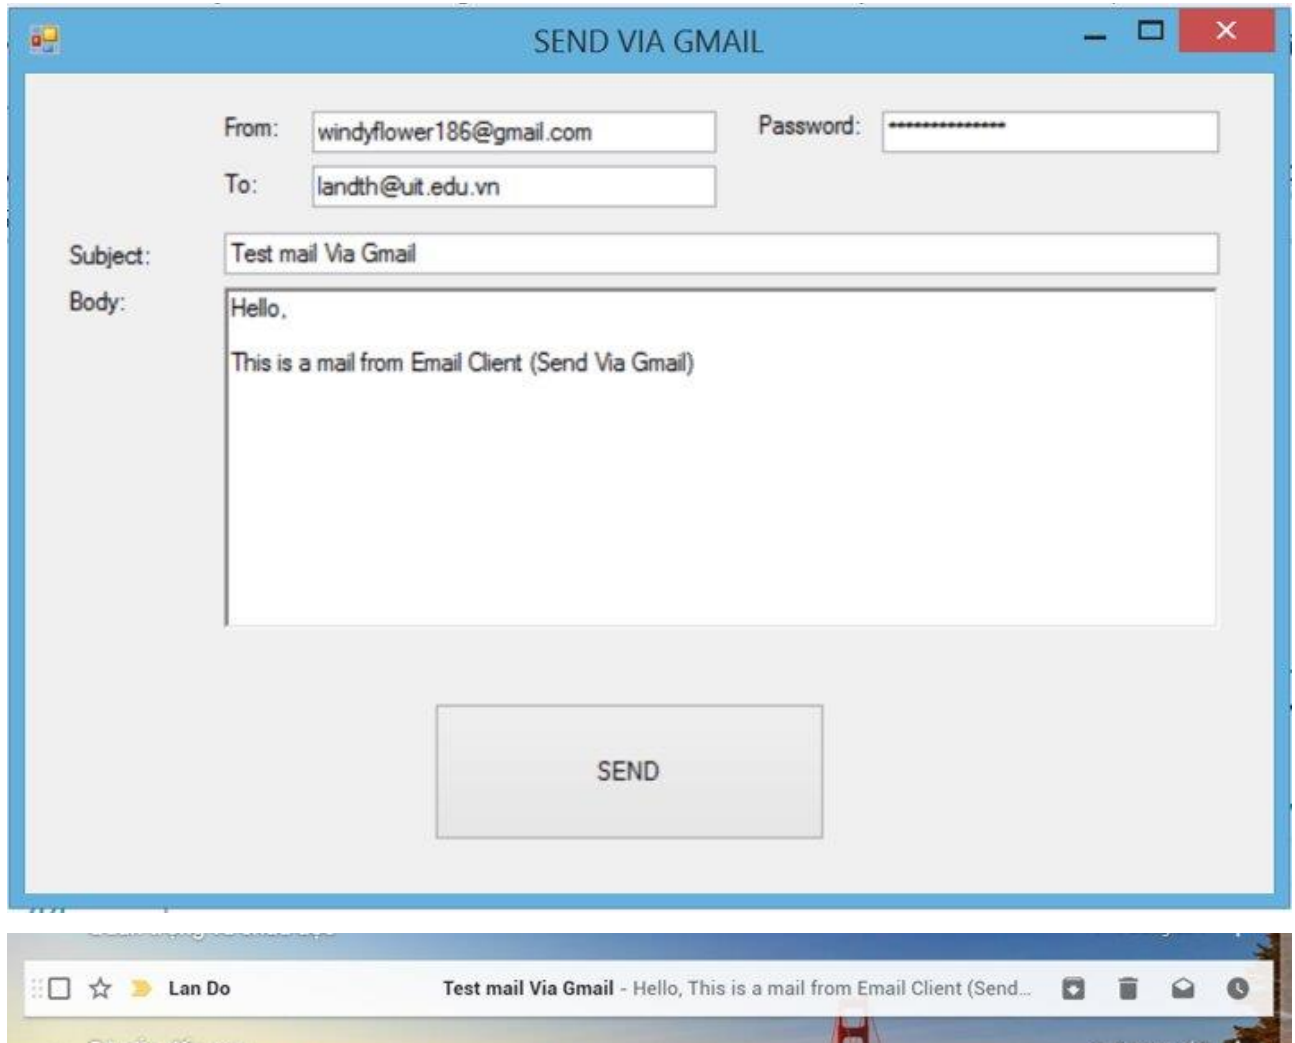 SEND VIA GMAIL
From: windyflower186@gmail.com Password: **************
To: landth@uit.edu.vn
Subject: Test mail Via Gmail
Body: Hello,
This is a mail from Email Client (Send Via Gmail)
SEND
Lan Do Test mail Via Gmail - Hello, This is a mail from Email Client (Send...